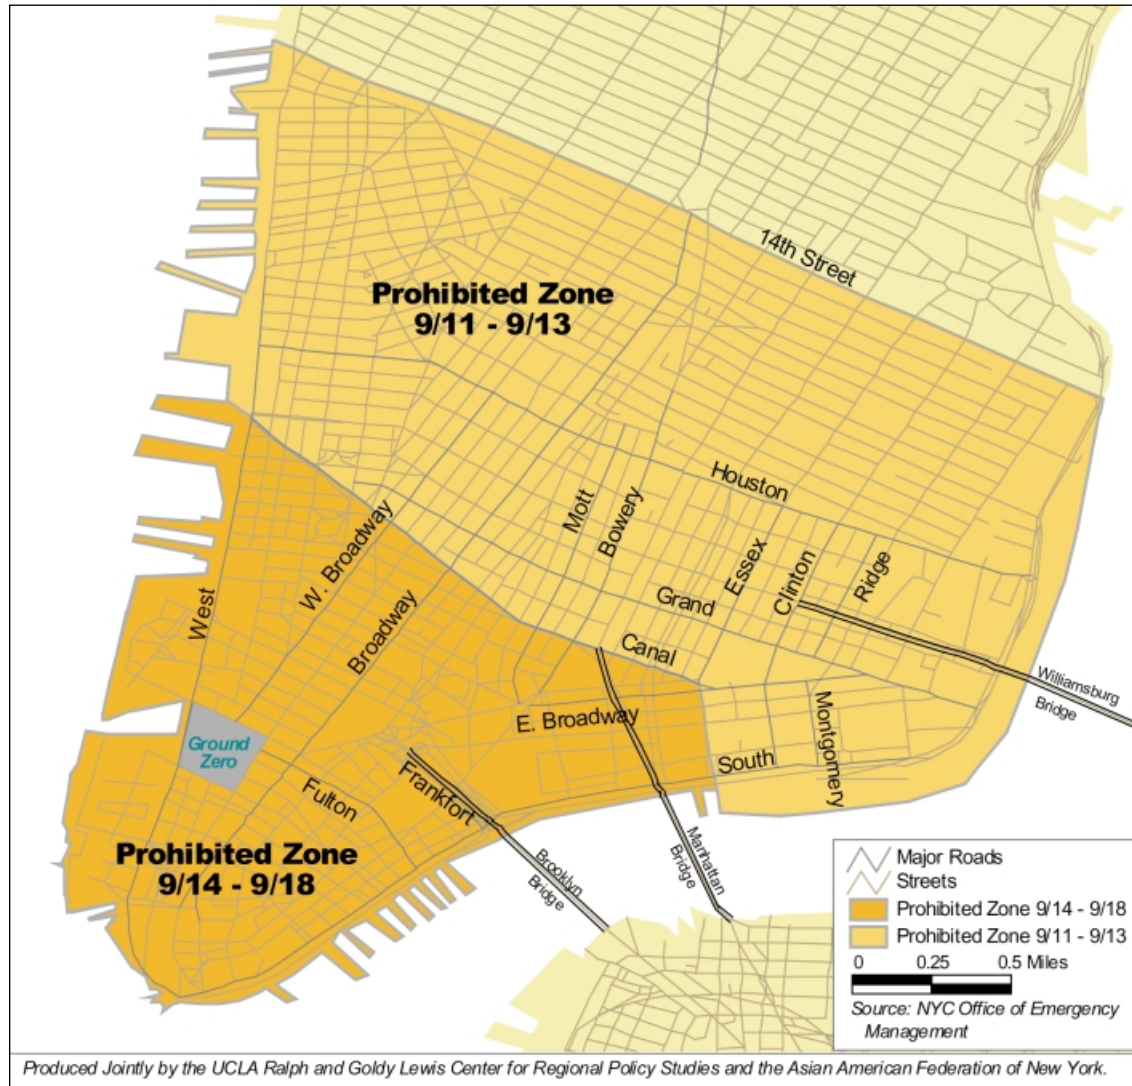 14th Street
Prohibited Zone
9/11 - 9/13
Houston
Mott
Bowery
Essex
Clinton
Ridge
Grand
W. Broadway
Broadway
West
Canal
Williamsburg
Bridge
E. Broadway
Montgomery
South
Ground
Zero
Fulton
Frankfort
Brooklyn
Bridge
Manhattan
Bridge
Prohibited Zone
9/14 - 9/18
Major Roads
Streets
Prohibited Zone 9/14 - 9/18
Prohibited Zone 9/11 - 9/13
0 0.25 0.5 Miles
Source: NYC Office of Emergency
Management
Produced Jointly by the UCLA Ralph and Goldy Lewis Center for Regional Policy Studies and the Asian American Federation of New York.